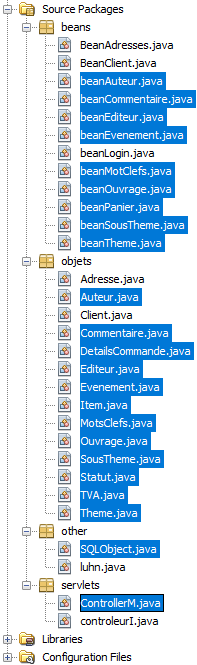 Source Packages
beans
BeanAdresses.java
BeanClient.java
beanAuteur.java
beanCommentaire.java
beanEditeur.java
beanEvenement.java
beanLogin.java
beanMotClefs.java
beanOuvrage.java
beanPanier.java
beanSousTheme.java
beanTheme.java
objets
Adresse.java
Auteur.java
Client.java
Commentaire.java
DetailsCommande.java
Editeur.java
Evenement.java
Item.java
MotsClefs.java
Ouvrage.java
SousTheme.java
Statut.java
TVA.java
Theme.java
other
SQLObject.java
luhn.java
servlets
ControllerM.java
controleurI.java
Libraries
Configuration Files